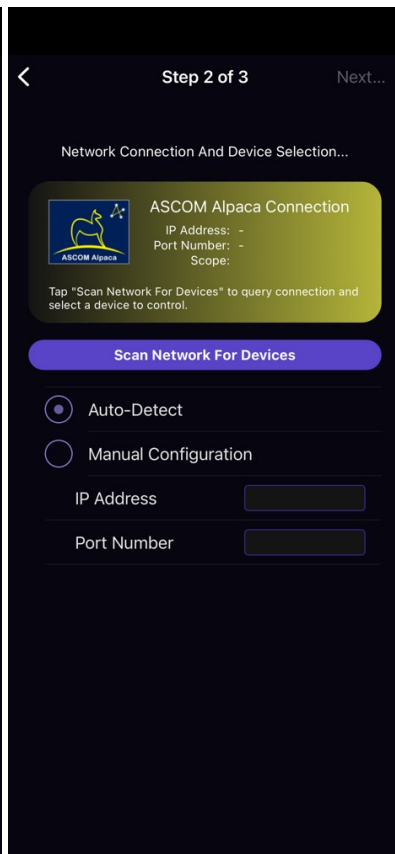 Step 2 of 3
Next...
Network Connection And Device Selection...
ASCOM Alpaca Connection
IP Address: -
Port Number: -
Scope:
ASCOM Alpaca
Tap "Scan Network For Devices" to query connection and
select a device to control.
Scan Network For Devices
Auto-Detect
Manual Configuration
IP Address
Port Number